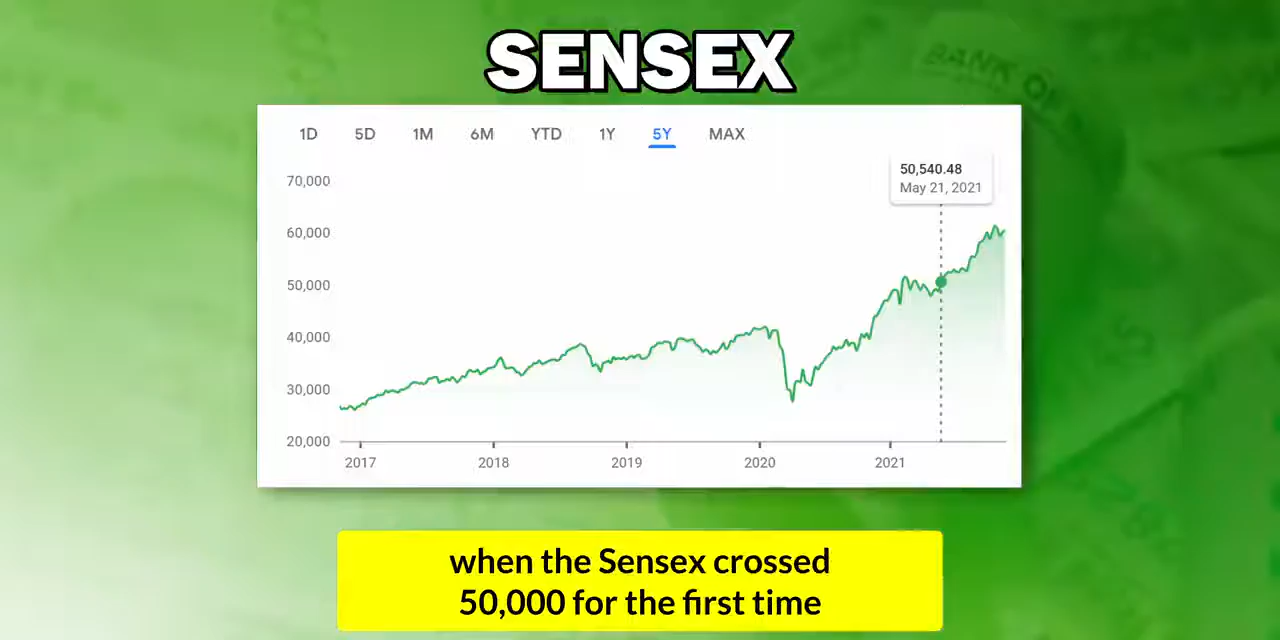 BANK OF
SENSEX
1D 5D 1M 6M YTD 1Y 5Y MAX
50,540.48
May 21, 2021
70,000
60,000
50,000
40,000
30,000
20,000
2017 2018 2019 2020 2021
when the Sensex crossed
50,000 for the first time